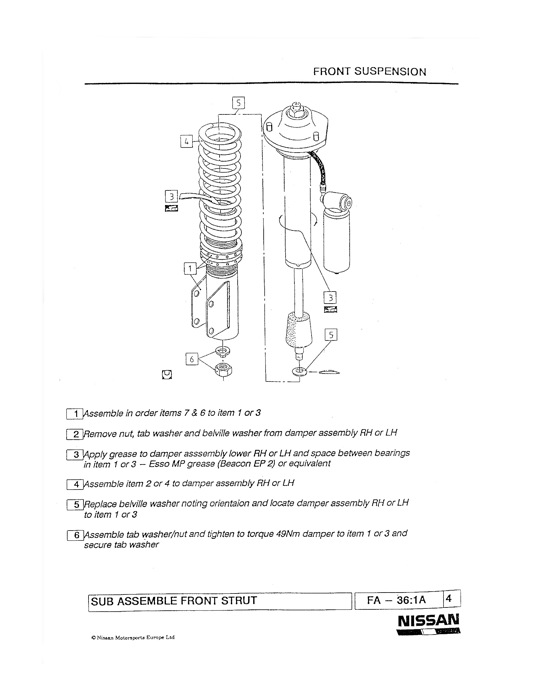 FRONT SUSPENSION
5
4
3
1
3
5
6
1 Assemble in order items 7 & 6 to item 1 or 3
2 Remove nut, tab washer and belville washer from damper assembly RH or LH
3 Apply grease to damper asssembly lower RH or LH and space between bearings
in item 1 or 3 – Esso MP grease (Beacon EP 2) or equivalent
4 Assemble item 2 or 4 to damper assembly RH or LH
5 Replace belville washer noting orientaion and locate damper assembly RH or LH
to item 1 or 3
6 Assemble tab washer/nut and tighten to torque 49Nm damper to item 1 or 3 and
secure tab washer
SUB ASSEMBLE FRONT STRUT
FA – 36:1A
4
NISSAN
© Nissan Motorsports Europe Ltd